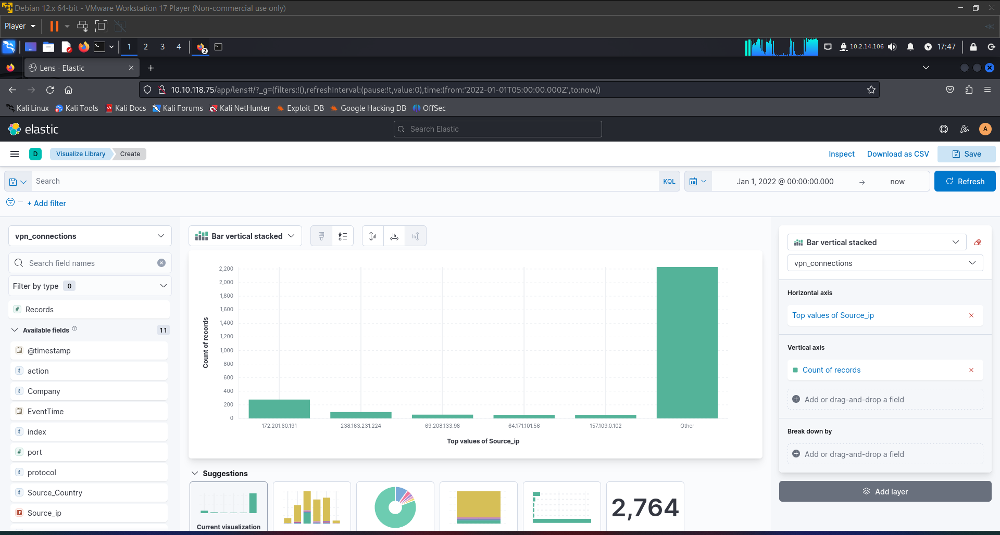 Debian 12.x 64-bit - VMware Workstation 17 Player (Non-commercial use only)
Player
1 2 3 4 2 10.2.14.106 17:47
Lens - Elastic
10.10.118.75/app/lens#/?_g=(filters:!(),refreshInterval:(pause:!t,value:0),time:(from:'2022-01-01T05:00:00.000Z',to:now))
Kali Linux Kali Tools Kali Docs Kali Forums Kali NetHunter Exploit-DB Google Hacking DB OffSec
elastic Search Elastic A
D Visualize Library Create Inspect Download as CSV Save
Search KQL Jan 1, 2022 @ 00:00:00.000 → now Refresh
+ Add filter
vpn_connections
Search field names
Filter by type 0
# Records
Available fields 11
@timestamp
t action
t Company
EventTime
t index
# port
t protocol
t Source_Country
IP Source_ip
Bar vertical stacked
2,200
2,000
1,800
1,600
1,400
1,200
1,000
800
600
400
200
0
Count of records
172.201.60.191 238.163.231.224 69.208.133.98 64.171.101.56 157.109.0.102 Other
Top values of Source_ip
Suggestions
Current visualization
2,764
Bar vertical stacked
vpn_connections
Horizontal axis
Top values of Source_ip
Vertical axis
Count of records
Add or drag-and-drop a field
Break down by
Add or drag-and-drop a field
Add layer